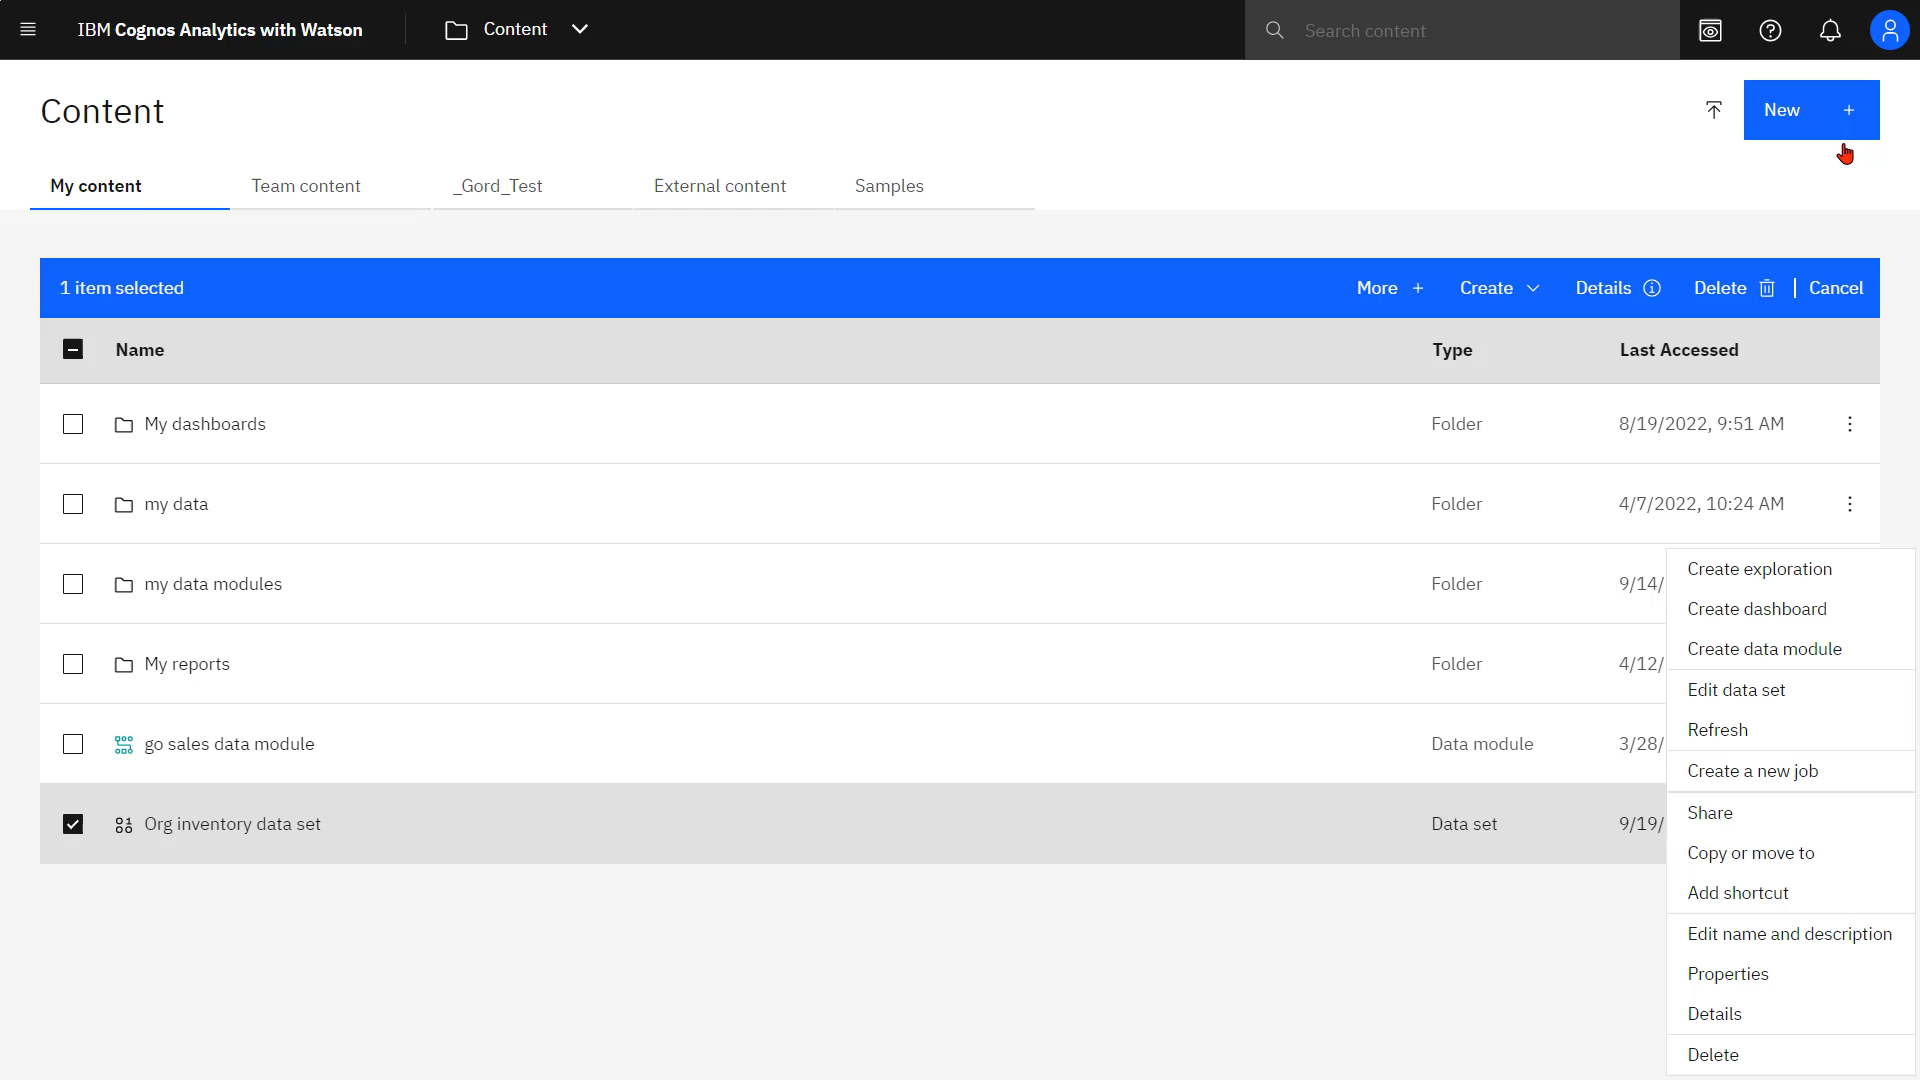 IBM Cognos Analytics with Watson
Content
Search content
Content
New +
My content
Team content
_Gord_Test
External content
Samples
1 item selected
More +
Create
Details
Delete
Cancel
Name Type Last Accessed
My dashboards Folder 8/19/2022, 9:51 AM
my data Folder 4/7/2022, 10:24 AM
my data modules Folder 9/14/
My reports Folder 4/12/
go sales data module Data module 3/28/
Org inventory data set Data set 9/19/
Create exploration
Create dashboard
Create data module
Edit data set
Refresh
Create a new job
Share
Copy or move to
Add shortcut
Edit name and description
Properties
Details
Delete